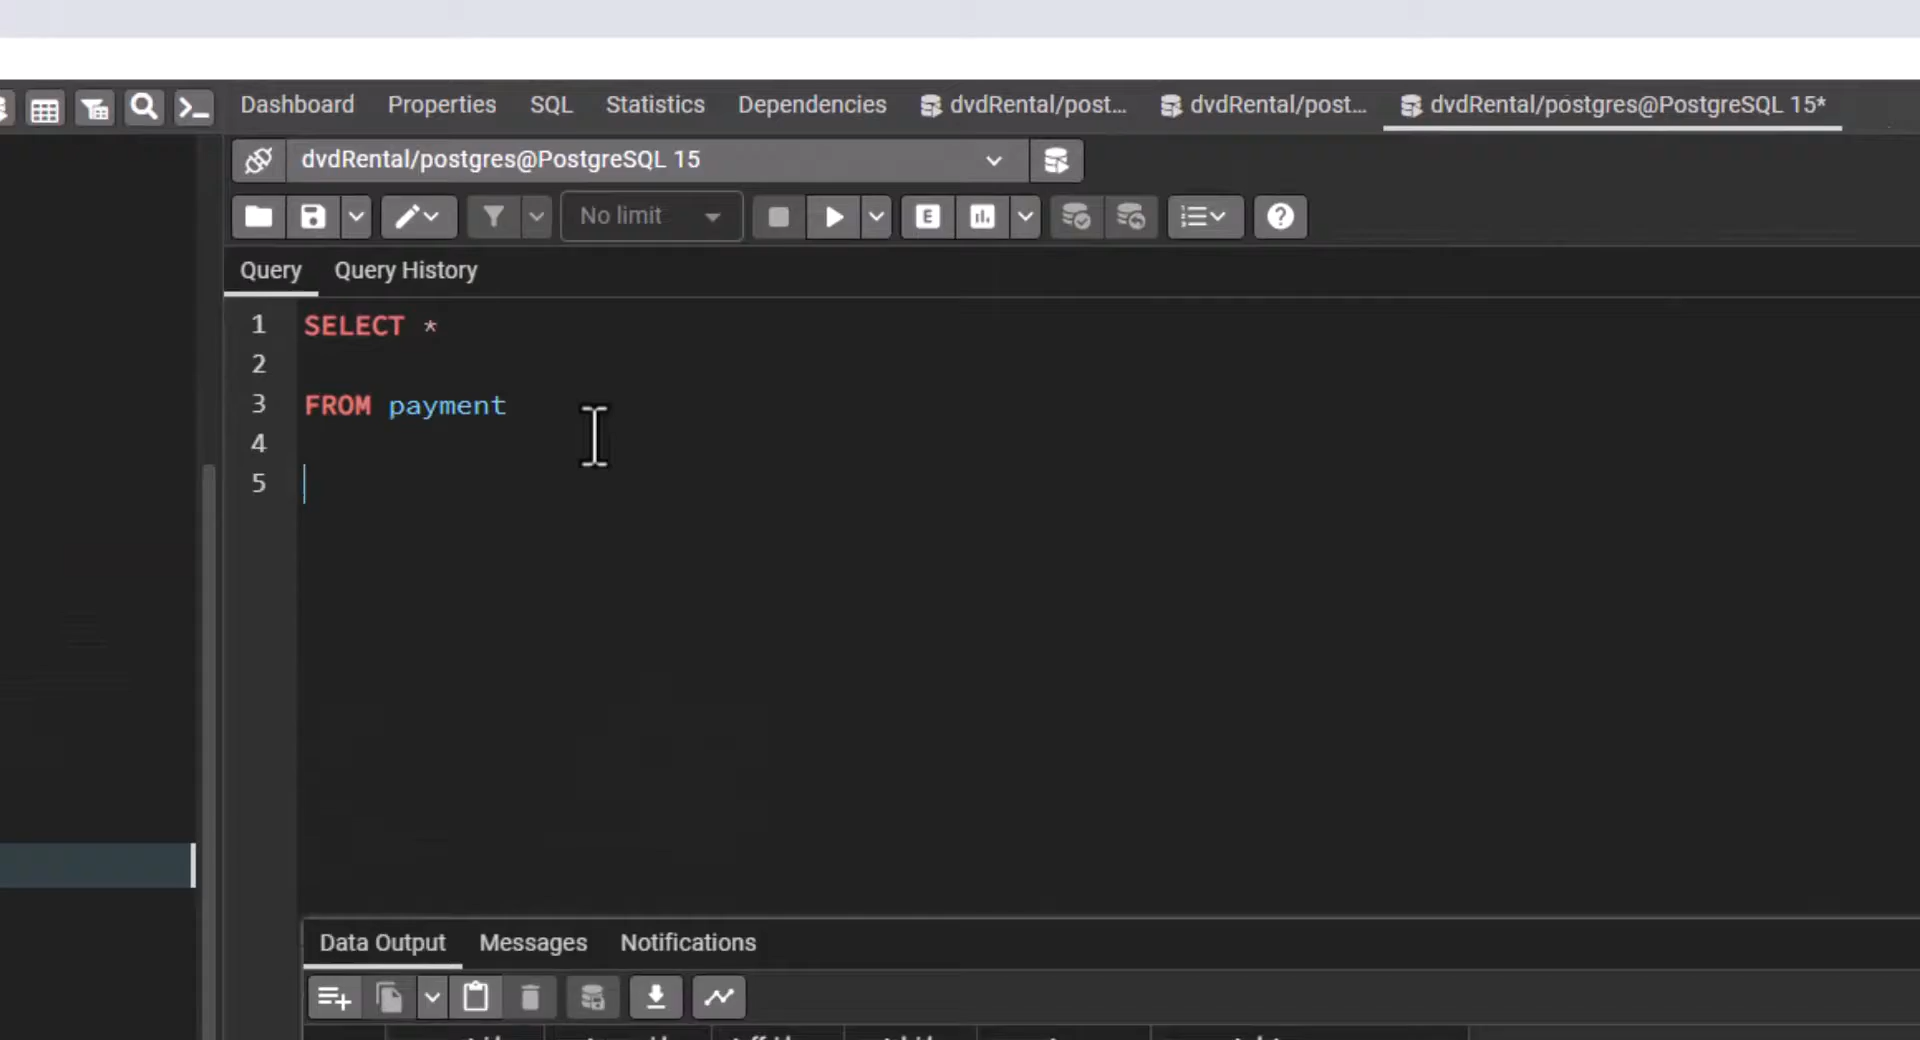 Dashboard Properties SQL Statistics Dependencies dvdRental/post... dvdRental/post... dvdRental/postgres@PostgreSQL 15*
dvdRental/postgres@PostgreSQL 15
No limit E
Query Query History
1 SELECT *
2
3 FROM payment
4
5
Data Output Messages Notifications